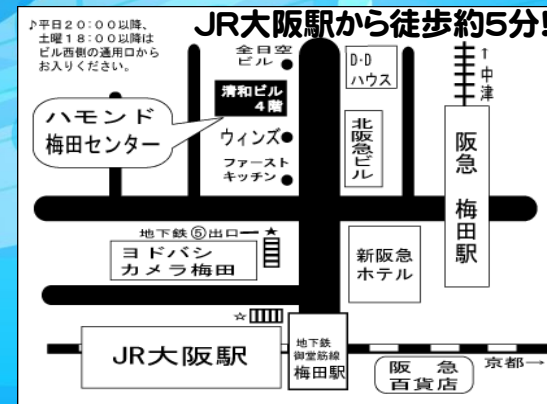 JR大阪駅から徒歩約5分!
♪平日20:00以降、
土曜18:00以降は
ビル西側の通用口から
お入りください。
全日空
ビル
D・D
ハウス
↑
中
津
清和ビル
4階
ハモンド
梅田センター
ウィンズ
北
阪
急
ビ
ル
阪
急
梅
田
駅
ファースト
キッチン
地下鉄⑤出口ー★
ヨドバシ
カメラ梅田
新阪急
ホテル
☆
JR大阪駅
地下鉄
御堂筋線
梅田駅
阪急
百貨店
京都→